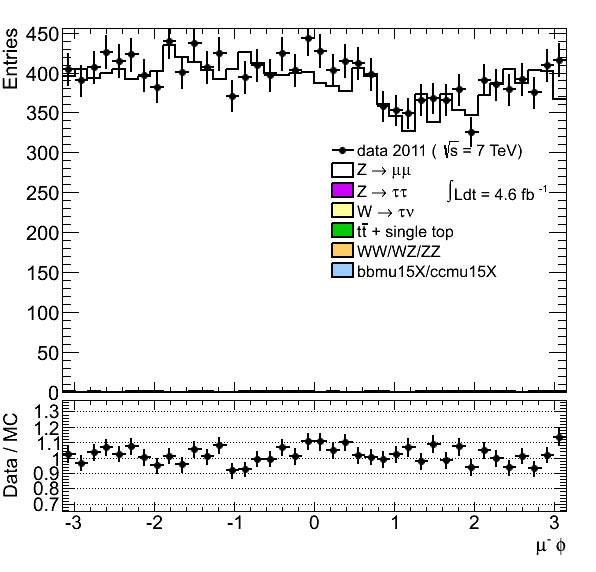 Entries
450
400
350
300
250
200
150
100
50
0
data 2011 ( √s = 7 TeV)
Z → μμ
Z → ττ
∫Ldt = 4.6 fb⁻¹
W → τν
tt̅ + single top
WW/WZ/ZZ
bbmu15X/ccmu15X
Data / MC
1.3
1.2
1.1
1
0.9
0.8
0.7
-3 -2 -1 0 1 2 3
μ⁻ ϕ